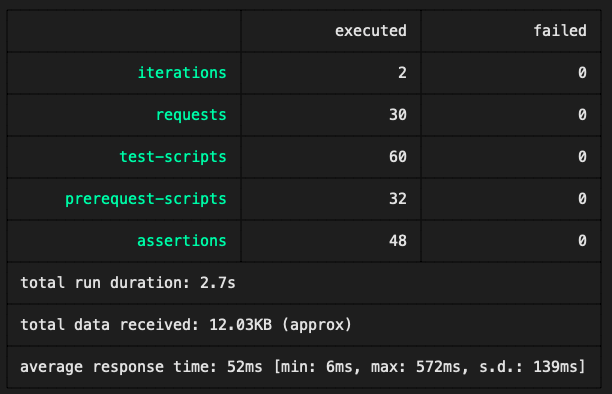 executed failed
iterations 2 0
requests 30 0
test-scripts 60 0
prerequest-scripts 32 0
assertions 48 0
total run duration: 2.7s
total data received: 12.03KB (approx)
average response time: 52ms [min: 6ms, max: 572ms, s.d.: 139ms]